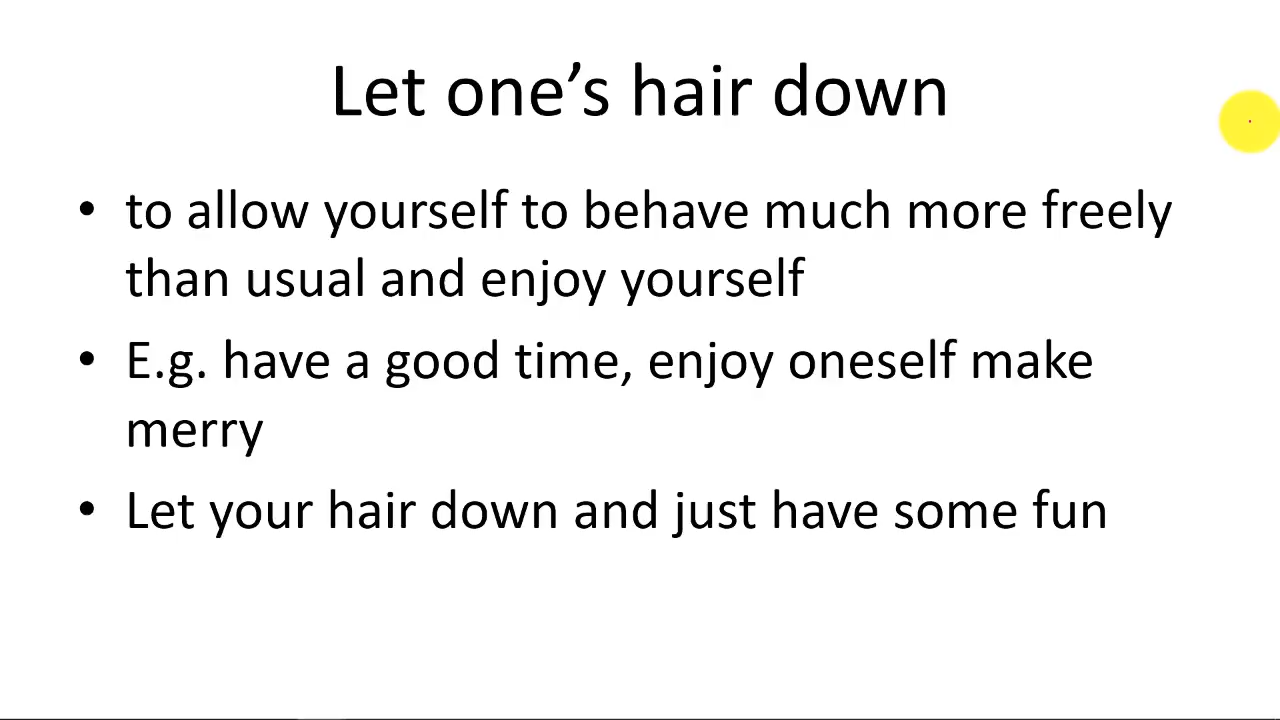 Let one’s hair down
• to allow yourself to behave much more freely
than usual and enjoy yourself
• E.g. have a good time, enjoy oneself make
merry
• Let your hair down and just have some fun